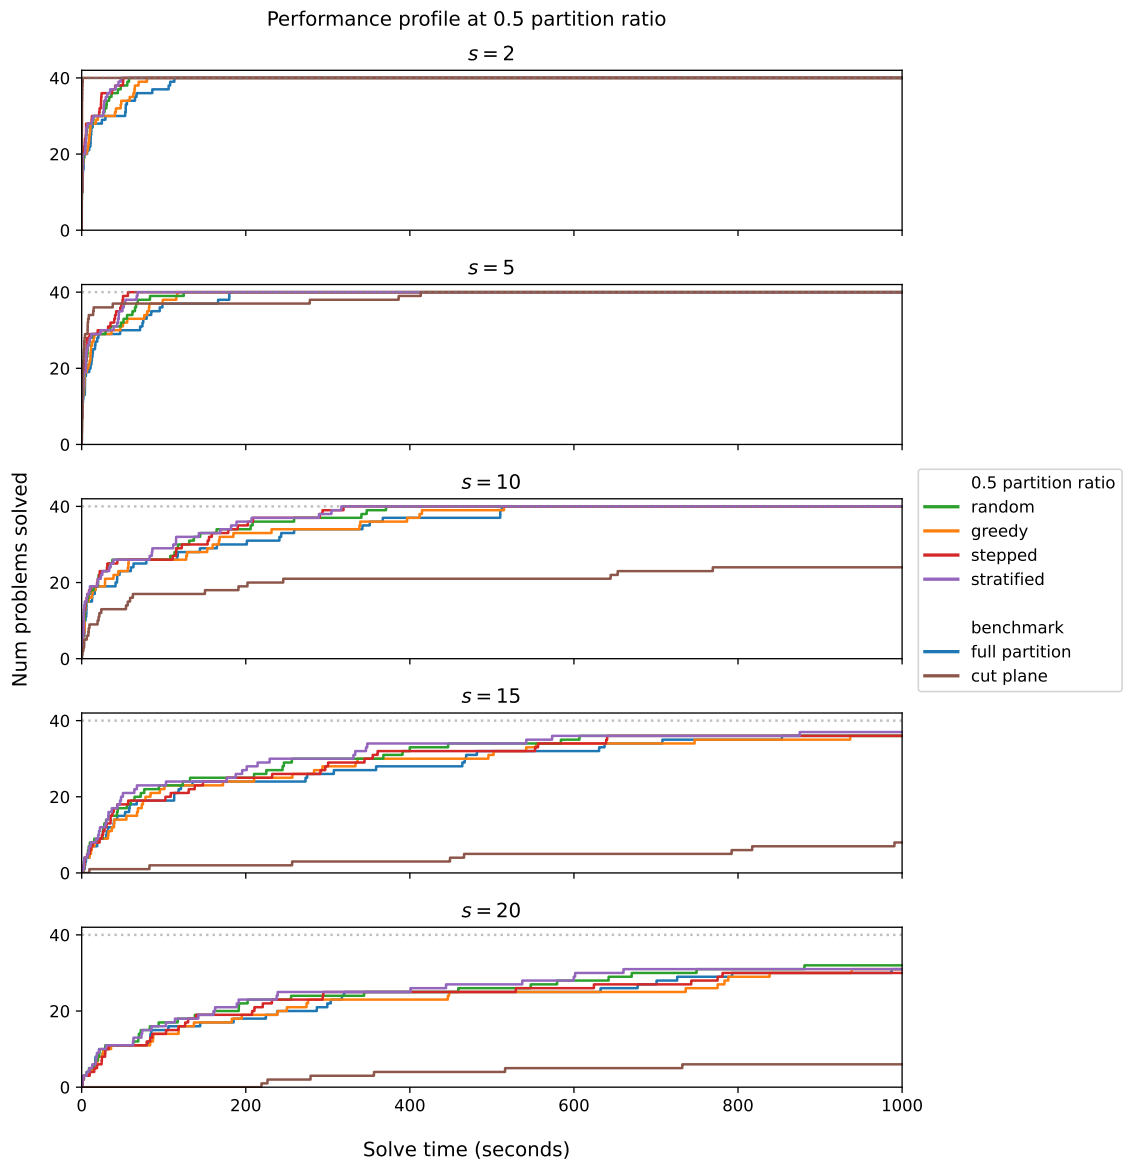 Performance profile at 0.5 partition ratio
s = 2
40
20
0
s = 5
40
20
0
s = 10
40
20
0
s = 15
40
20
0
s = 20
40
20
0
0 200 400 600 800 1000
Solve time (seconds)
Num problems solved
0.5 partition ratio
random
greedy
stepped
stratified
benchmark
full partition
cut plane